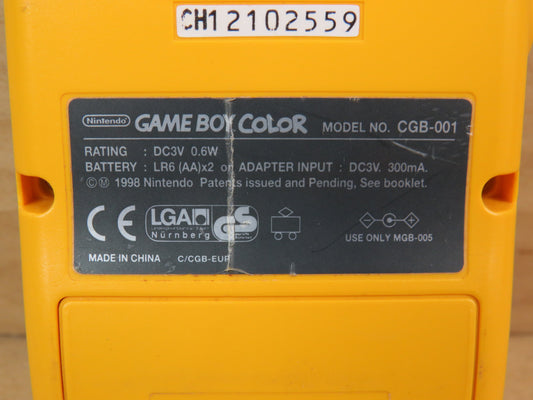 CH12102559
Nintendo GAME BOY COLOR MODEL NO. CGB-001
RATING : DC3V 0.6W
BATTERY : LR6 (AA)x2 or ADAPTER INPUT : DC3V. 300mA.
©Ⓜ 1998 Nintendo Patents issued and Pending, See booklet.
CE LGA GS
Nürnberg
USE ONLY MGB-005
MADE IN CHINA C/CGB-EUR